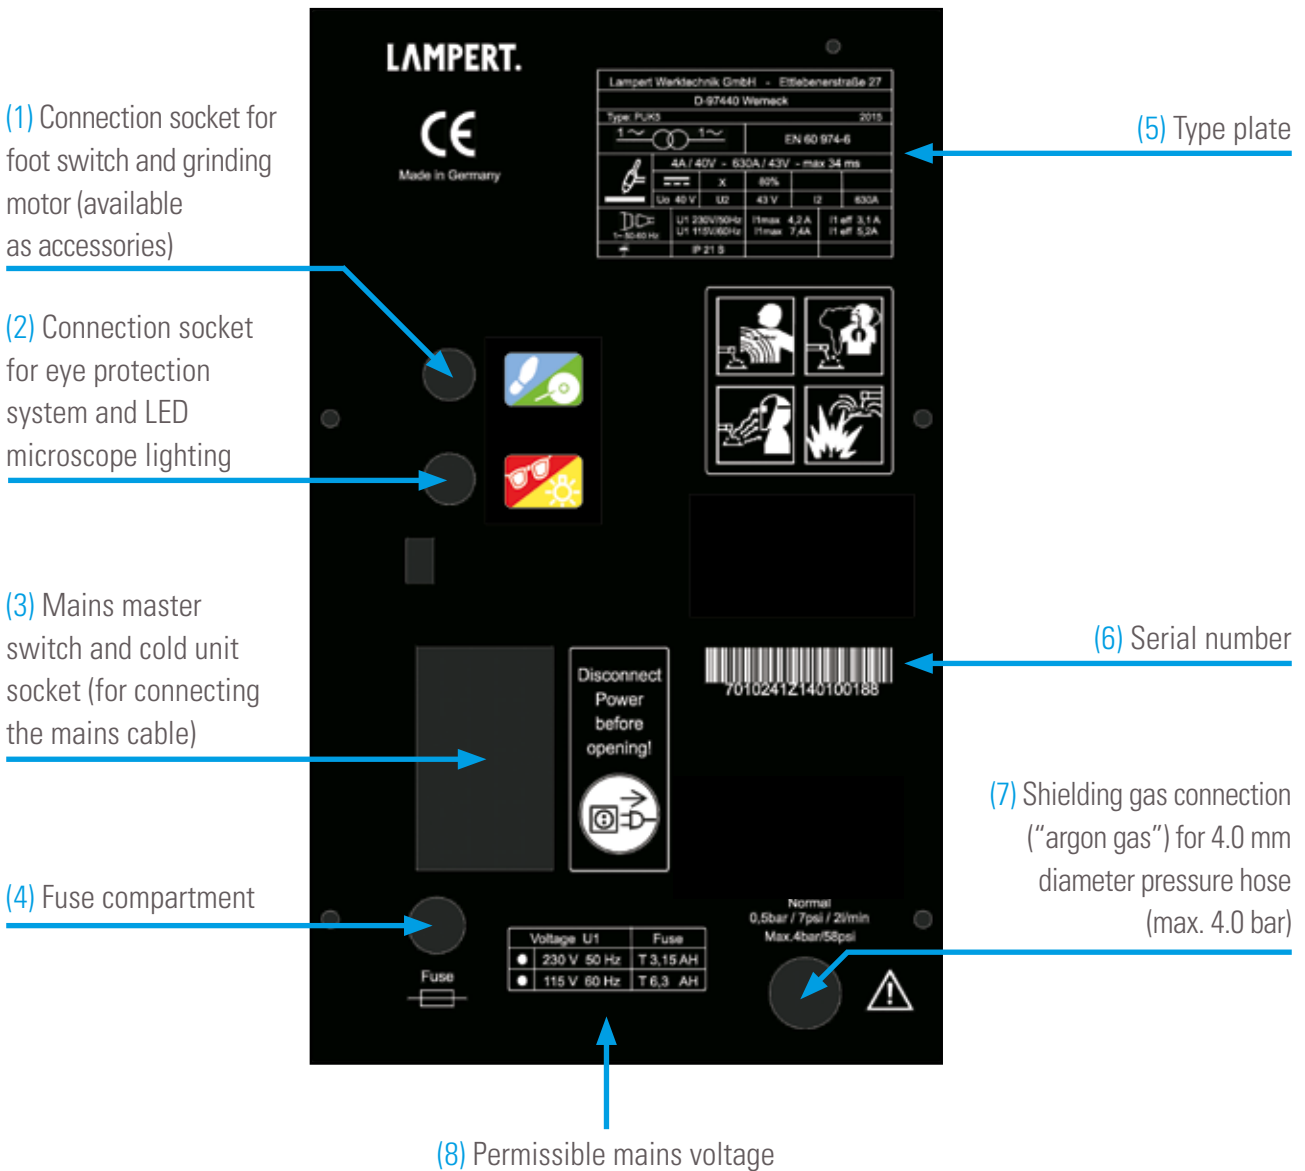 LAMPERT.
CE
Made in Germany
Lampert Werktechnik GmbH - Ettlebenerstraße 27
D-97440 Werneck
Type: PUK5 2015
1~ 1~ EN 60 974-6
4A / 40V - 630A / 43V - max 34 ms
X 80%
Uo 40 V U2 43 V I2 630A
U1 230V/50Hz I1max 4,2 A I1 eff 3,1 A
1~ 50-60 Hz U1 115V/60Hz I1max 7,4A I1 eff 5,2A
IP 21 S
(1) Connection socket for
foot switch and grinding
motor (available
as accessories)
(2) Connection socket
for eye protection
system and LED
microscope lighting
(3) Mains master
switch and cold unit
socket (for connecting
the mains cable)
(4) Fuse compartment
(5) Type plate
(6) Serial number
(7) Shielding gas connection
(“argon gas”) for 4.0 mm
diameter pressure hose
(max. 4.0 bar)
Disconnect
Power
before
opening!
7010241Z140100188
Normal
0,5bar / 7psi / 2l/min
Max.4bar/58psi
Fuse
Voltage U1 Fuse
230 V 50 Hz T 3,15 AH
115 V 60 Hz T 6,3 AH
(8) Permissible mains voltage